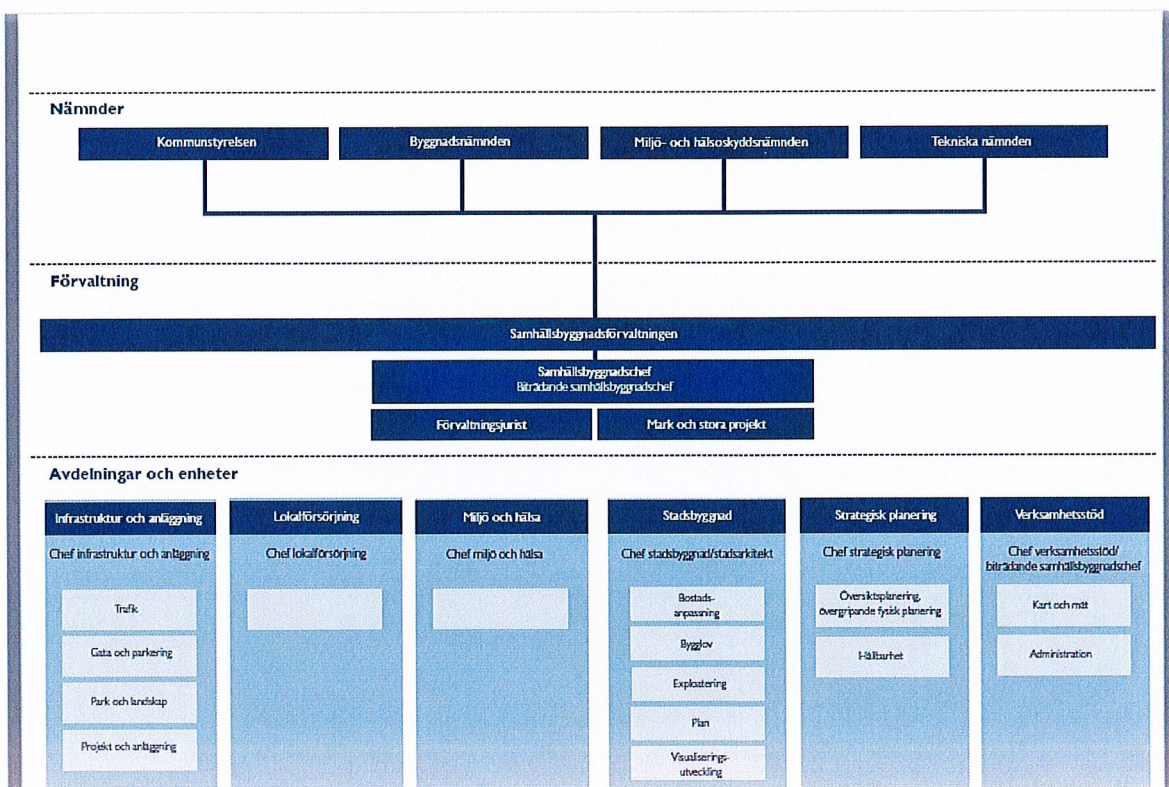 Nämnder
Kommunstyrelsen
Byggnadsnämnden
Miljö- och hälsoskyddsnämnden
Tekniska nämnden
Förvaltning
Samhällsbyggnadsförvaltningen
Samhällsbyggnadschef
Biträdande samhällsbyggnadschef
Förvaltningsjurist
Mark och stora projekt
Avdelningar och enheter
Infrastruktur och anläggning
Chef infrastruktur och anläggning
Trafik
Gata och parkering
Park och landskap
Projekt och anläggning
Lokalförsörjning
Chef lokalförsörjning
Miljö och hälsa
Chef miljö och hälsa
Stadsbyggnad
Chef stadsbyggnad/stadsarkitekt
Bostads-
anpassning
Bygglov
Exploatering
Plan
Visualiserings-
utveckling
Strategisk planering
Chef strategisk planering
Översiktsplanering,
övergripande fysisk planering
Hållbarhet
Verksamhetsstöd
Chef verksamhetsstöd/
biträdande samhällsbyggnadschef
Kart och mät
Administration